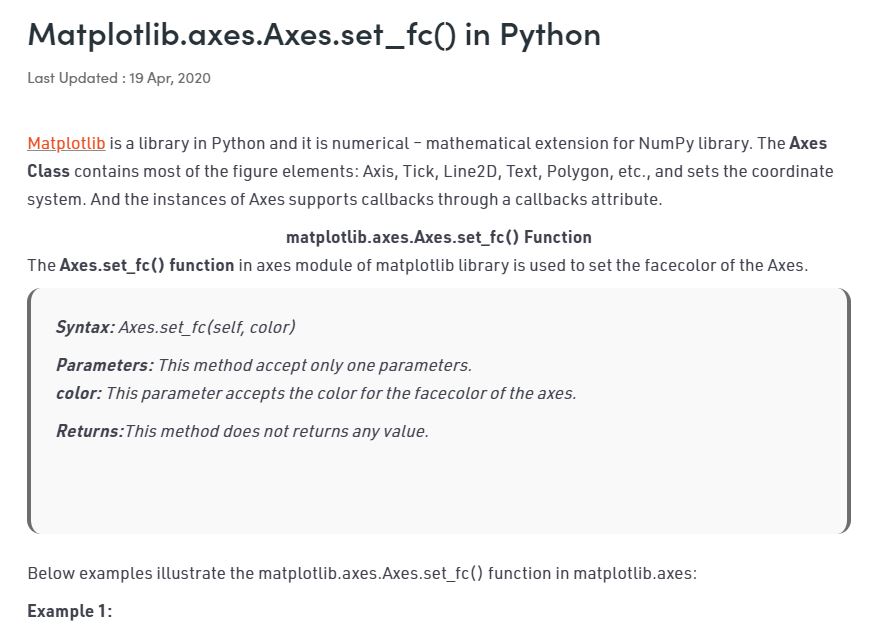 Matplotlib.axes.Axes.set_fc() in Python
Last Updated : 19 Apr, 2020
Matplotlib is a library in Python and it is numerical – mathematical extension for NumPy library. The Axes
Class contains most of the figure elements: Axis, Tick, Line2D, Text, Polygon, etc., and sets the coordinate
system. And the instances of Axes supports callbacks through a callbacks attribute.
matplotlib.axes.Axes.set_fc() Function
The Axes.set_fc() function in axes module of matplotlib library is used to set the facecolor of the Axes.
Syntax: Axes.set_fc(self, color)
Parameters: This method accept only one parameters.
color: This parameter accepts the color for the facecolor of the axes.
Returns:This method does not returns any value.
Below examples illustrate the matplotlib.axes.Axes.set_fc() function in matplotlib.axes:
Example 1: